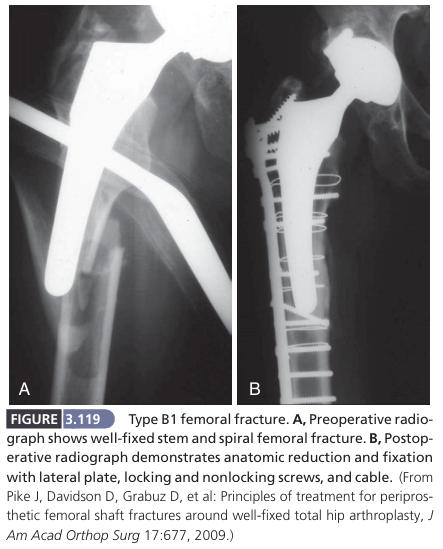 A
B
FIGURE 3.119 Type B1 femoral fracture. A, Preoperative radio-
graph shows well-fixed stem and spiral femoral fracture. B, Postop-
erative radiograph demonstrates anatomic reduction and fixation
with lateral plate, locking and nonlocking screws, and cable. (From
Pike J, Davidson D, Grabuz D, et al: Principles of treatment for peripros-
thetic femoral shaft fractures around well-fixed total hip arthroplasty, J
Am Acad Orthop Surg 17:677, 2009.)